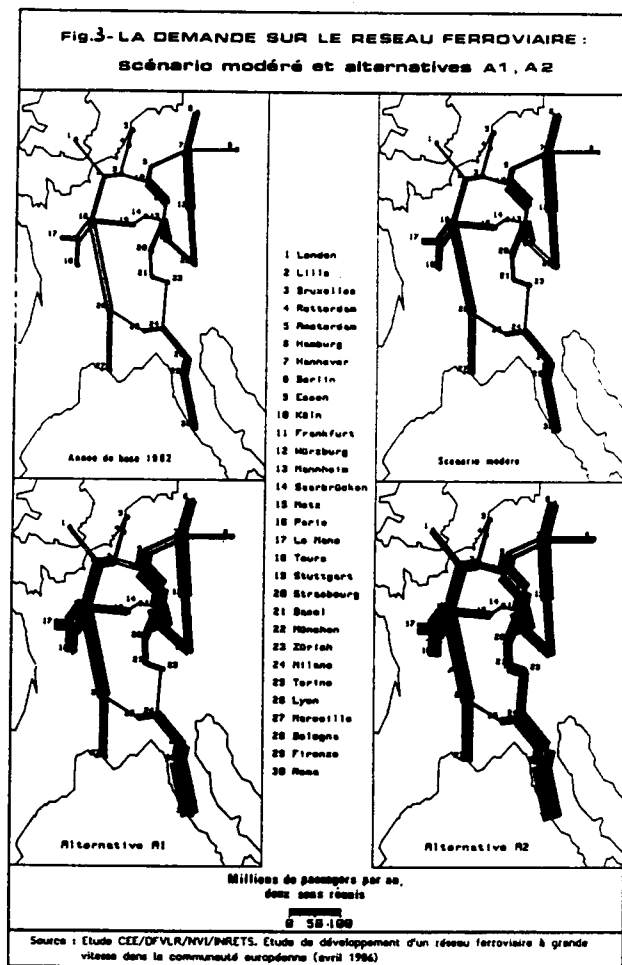 Fig.3- LA DEMANDE SUR LE RESEAU FERROVIAIRE :
Scénario modéré et alternatives A1, A2
Année de base 1982
Scénario modéré
1 London
2 Lille
3 Bruxelles
4 Rotterdam
5 Amsterdam
6 Hamburg
7 Hannover
8 Berlin
9 Essen
10 Köln
11 Frankfurt
12 Würzburg
13 Mannheim
14 Saarbrücken
15 Metz
16 Paris
17 Le Mans
18 Tours
19 Stuttgart
20 Strasbourg
21 Basel
22 München
23 Zürich
24 Milano
25 Torino
26 Lyon
27 Marseille
28 Bologna
29 Firenze
30 Roma
Alternative A1
Alternative A2
Millions de passagers par an,
deux sens réunis
0 50 100
Source : Etude CEE/DFVLR/NVI/INRETS. Etude de développement d'un réseau ferroviaire à grande
vitesse dans la communauté européenne (avril 1986)